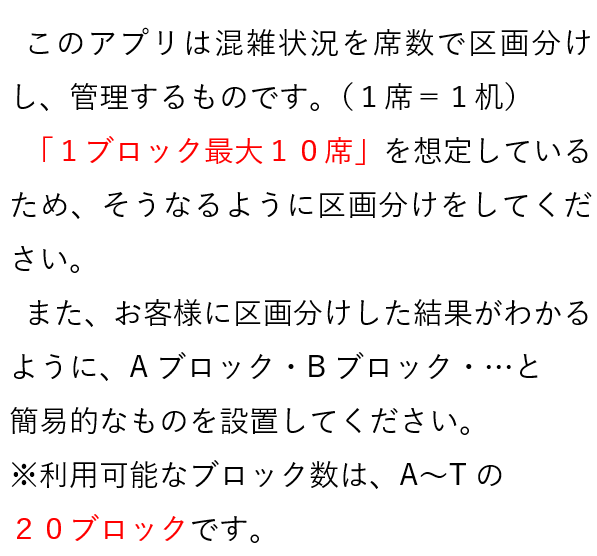 このアプリは混雑状況を席数で区画分け
し、管理するものです。（１席＝１机）
「１ブロック最大１０席」を想定している
ため、そうなるように区画分けをしてくだ
さい。
また、お客様に区画分けした結果がわかる
ように、A ブロック・B ブロック・…と
簡易的なものを設置してください。
※利用可能なブロック数は、A～T の
２０ブロックです。